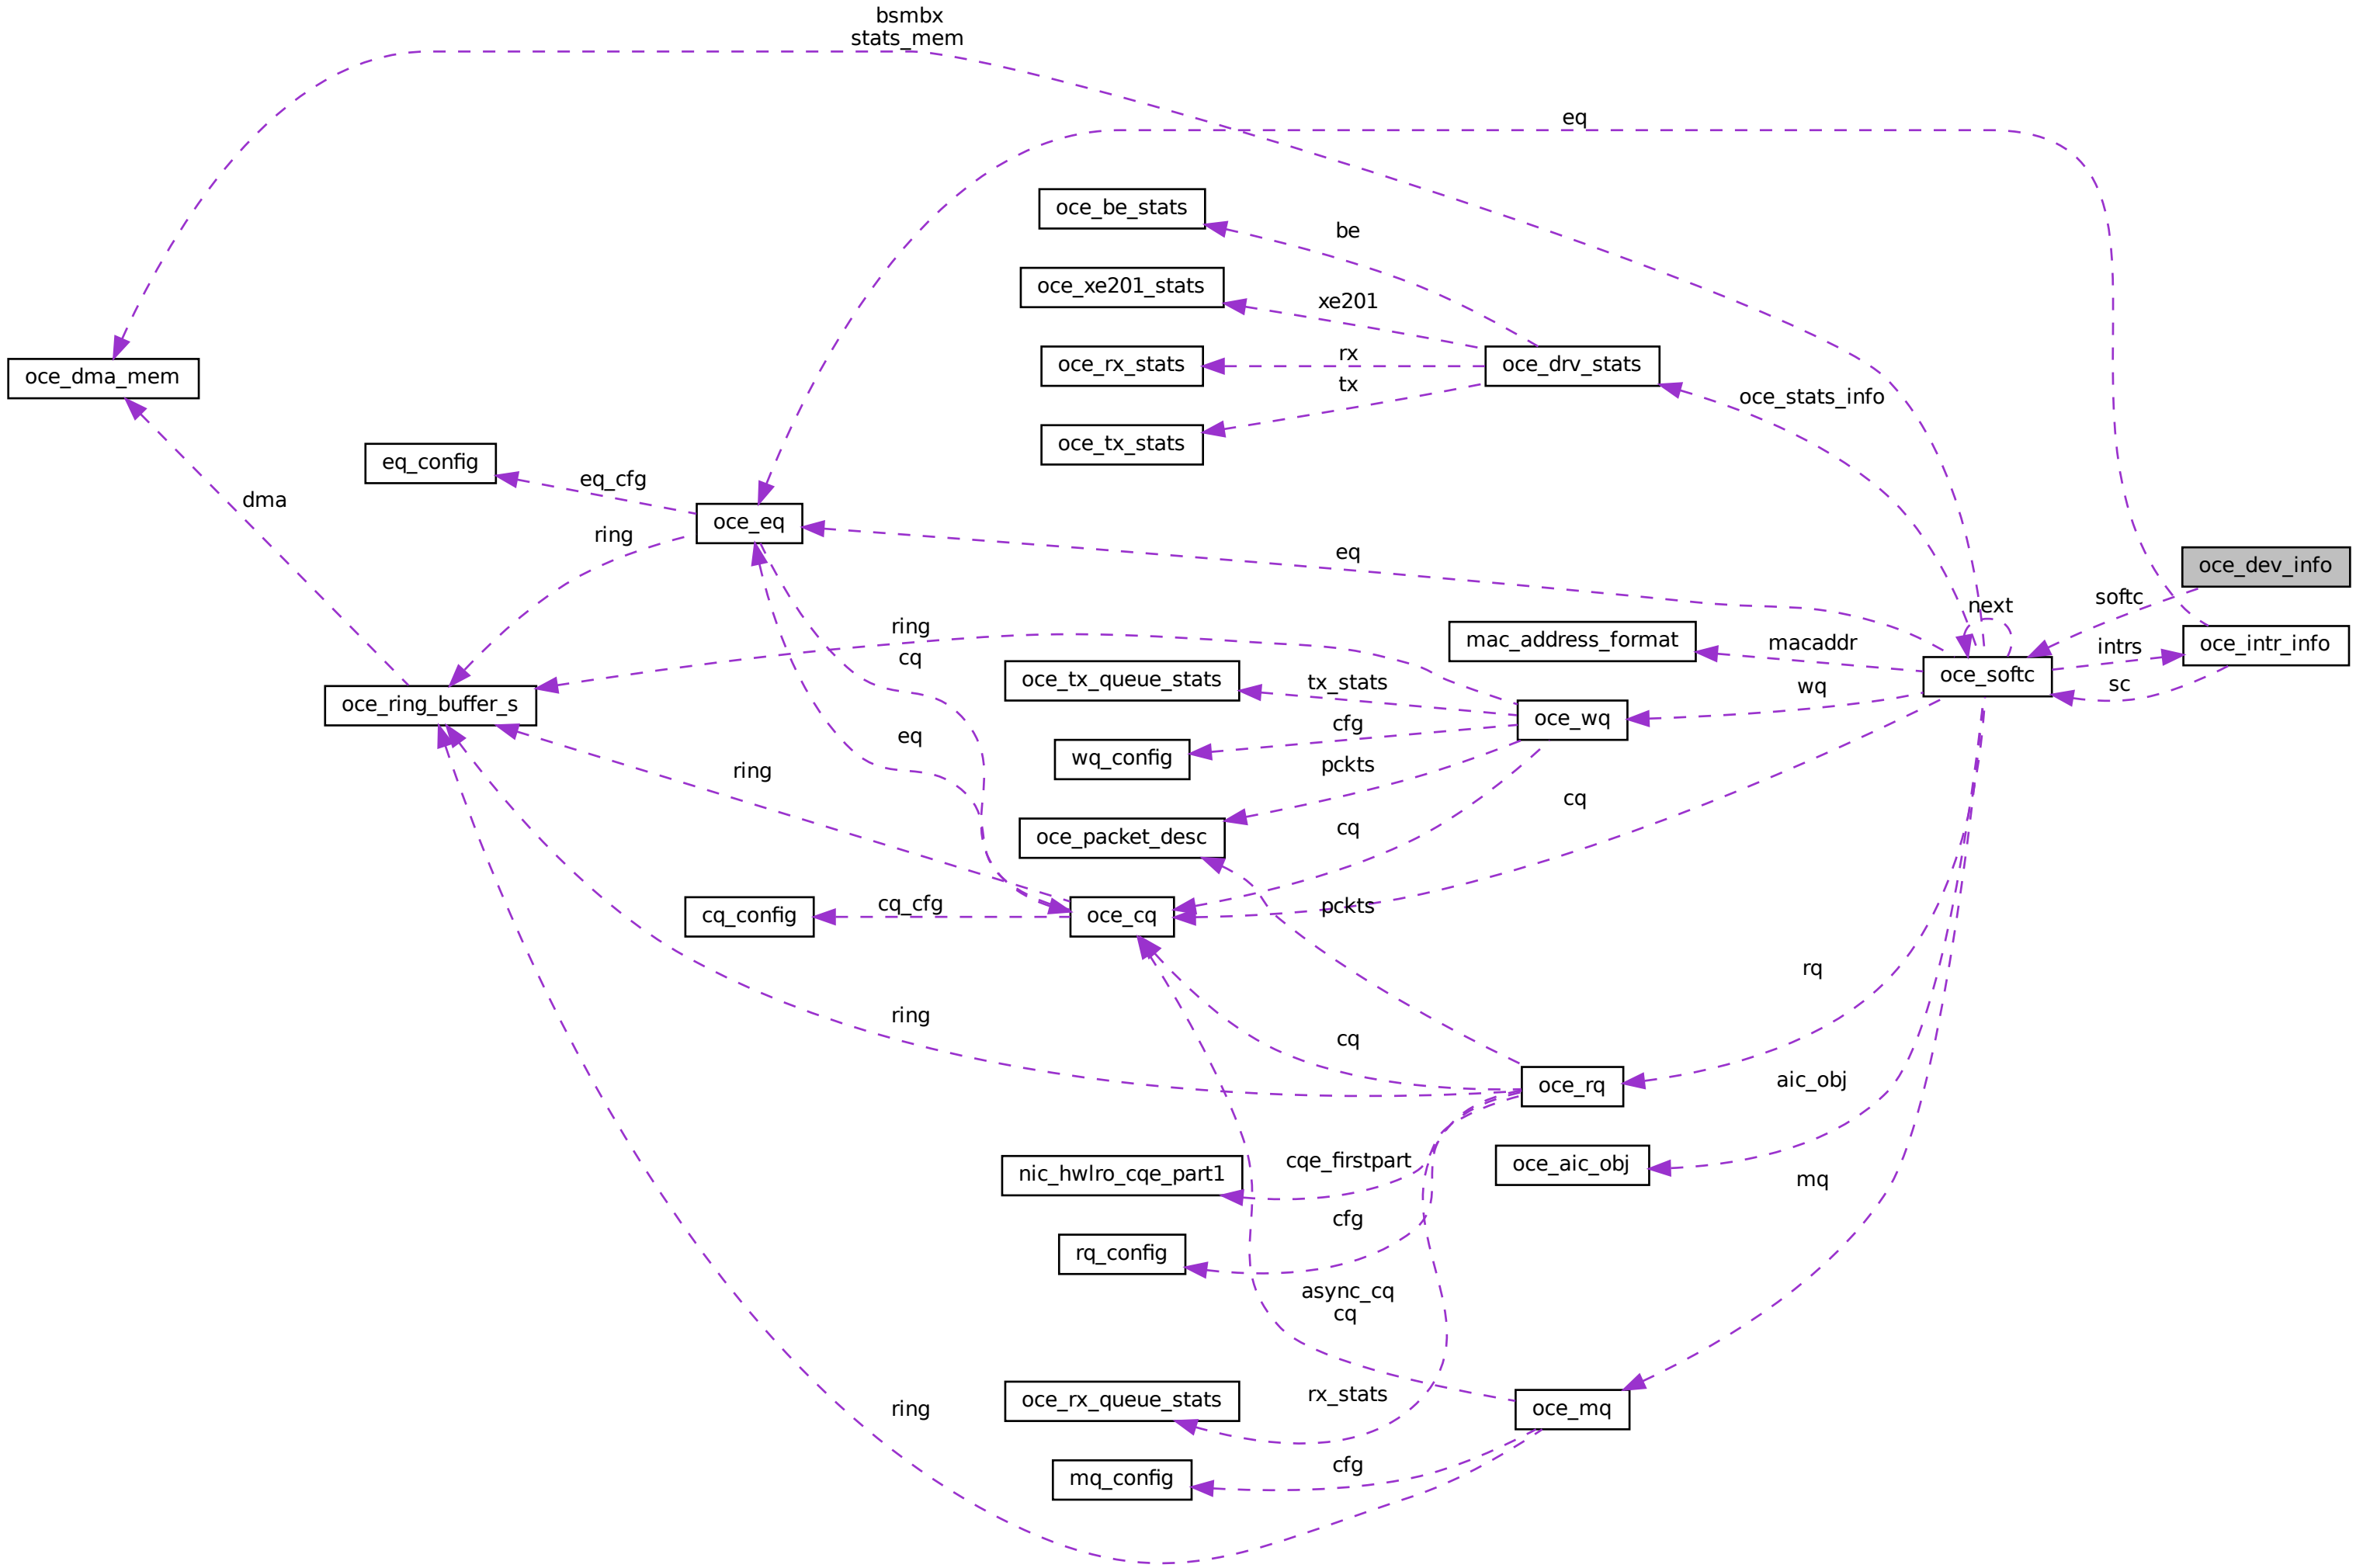 bsmbx
stats_mem
eq
oce_be_stats
be
oce_xe201_stats
xe201
oce_rx_stats
rx
oce_drv_stats
oce_dma_mem
tx
oce_stats_info
oce_tx_stats
eq_config
eq_cfg
dma
oce_eq
ring
eq
oce_dev_info
softc
next
ring
mac_address_format
macaddr
intrs
oce_intr_info
cq
oce_tx_queue_stats
tx_stats
wq
oce_softc
sc
oce_ring_buffer_s
cfg
oce_wq
eq
wq_config
ring
pckts
cq
oce_packet_desc
cq
cq_config
cq_cfg
oce_cq
pckts
rq
ring
cq
oce_rq
aic_obj
nic_hwlro_cqe_part1
cqe_firstpart
oce_aic_obj
mq
cfg
rq_config
async_cq
cq
oce_rx_queue_stats
rx_stats
ring
oce_mq
mq_config
cfg